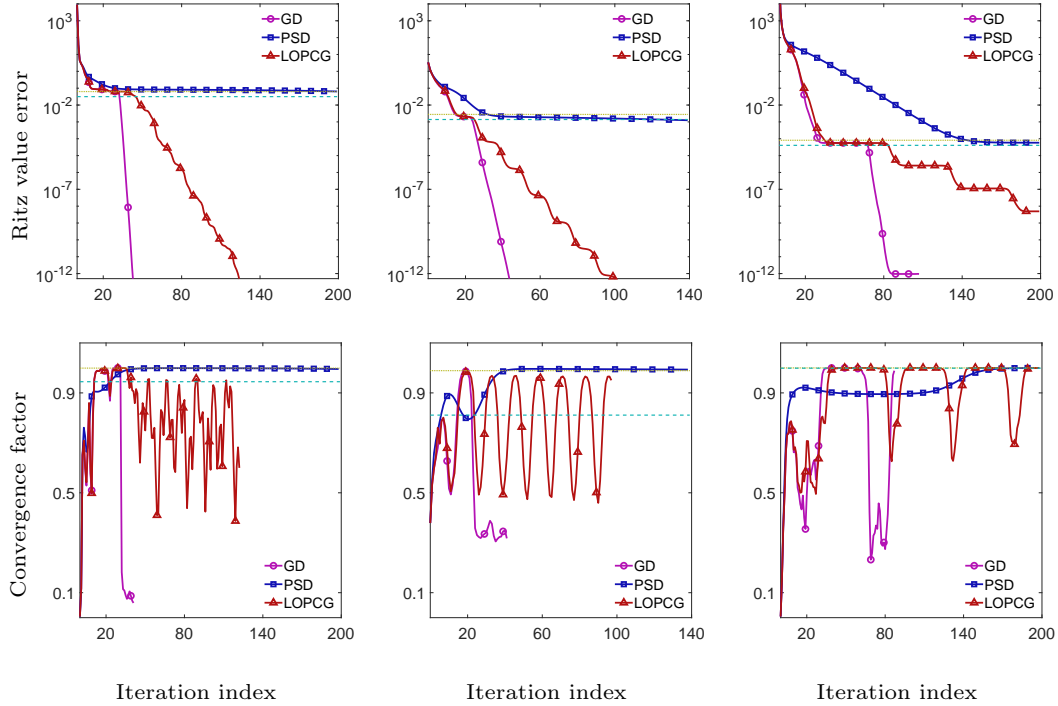 Ritz value error
10^3
10^-2
10^-7
10^-12
GD
PSD
LOPCG
20 80 140 200
10^3
10^-2
10^-7
10^-12
GD
PSD
LOPCG
20 60 100 140
10^3
10^-2
10^-7
10^-12
GD
PSD
LOPCG
20 80 140 200
Convergence factor
0.9
0.5
0.1
GD
PSD
LOPCG
20 80 140 200
0.9
0.5
0.1
GD
PSD
LOPCG
20 60 100 140
0.9
0.5
0.1
GD
PSD
LOPCG
20 80 140 200
Iteration index Iteration index Iteration index